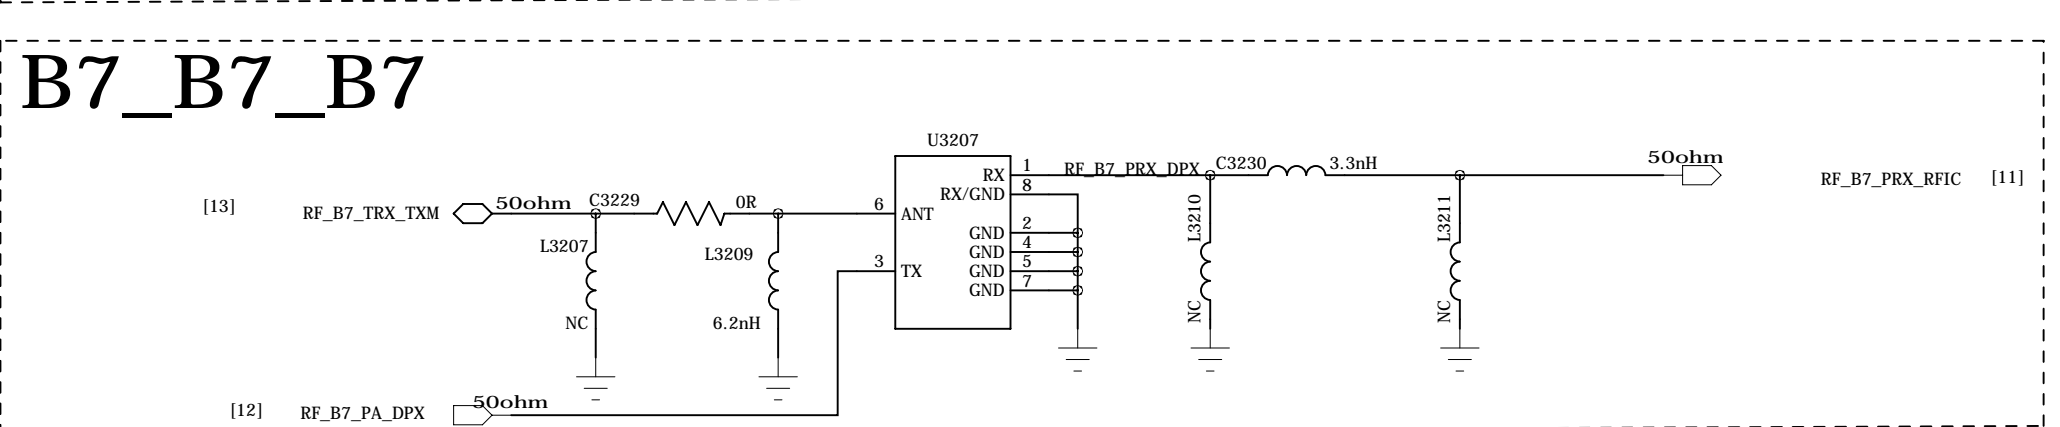 B7_B7_B7
U3207
RX 1 RF_B7_PRX_DPX C3230 3.3nH 50ohm
RX/GND 8
RF_B7_PRX_RFIC [11]
[13] RF_B7_TRX_TXM 50ohm C3229 0R 6 ANT
L3207 L3209
L3210
L3211
GND 2
GND 4
3 TX GND 5
GND 7
NC 6.2nH
NC
NC
[12] RF_B7_PA_DPX 50ohm